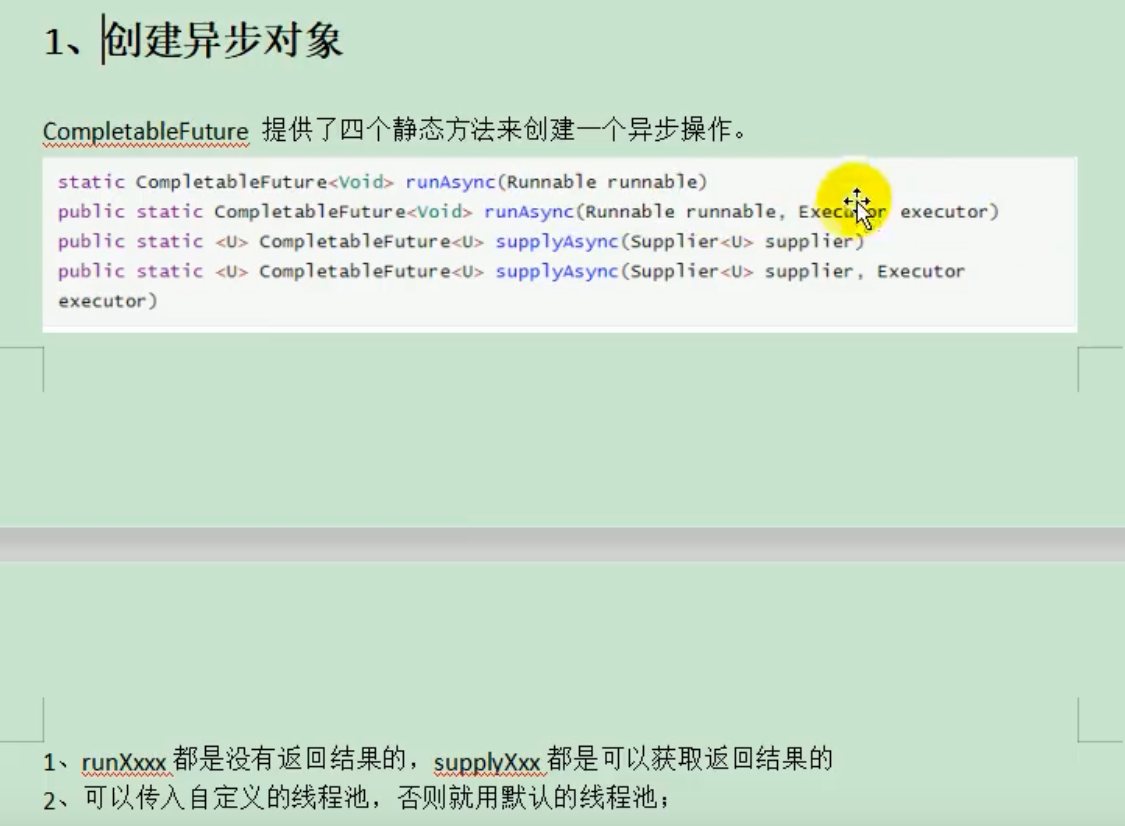 1、创建异步对象
CompletableFuture 提供了四个静态方法来创建一个异步操作。
static CompletableFuture<Void> runAsync(Runnable runnable)
public static CompletableFuture<Void> runAsync(Runnable runnable, Executor executor)
public static <U> CompletableFuture<U> supplyAsync(Supplier<U> supplier)
public static <U> CompletableFuture<U> supplyAsync(Supplier<U> supplier, Executor
executor)
1、runXxxx 都是没有返回结果的，supplyXxx 都是可以获取返回结果的
2、可以传入自定义的线程池，否则就用默认的线程池；